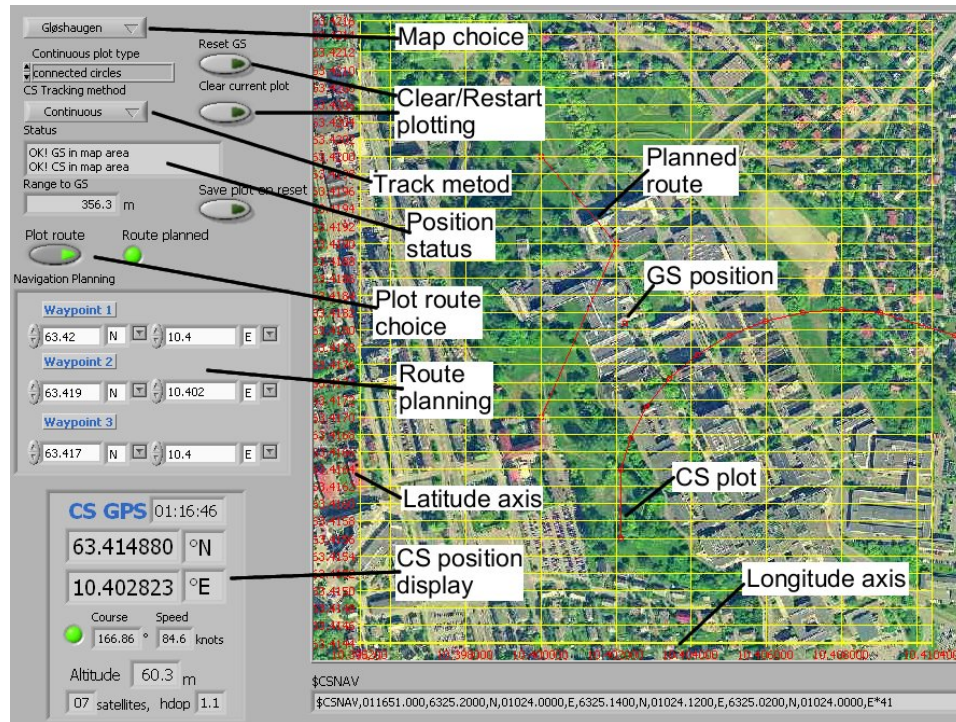 Gløshaugen
Continuous plot type
connected circles
CS Tracking method
Continuous
Status
OK! GS in map area
OK! CS in map area
Range to GS
356.3 m
Plot route
Route planned
Reset GS
Clear current plot
Save plot on reset
Navigation Planning
Waypoint 1
63.42 N 10.4 E
Waypoint 2
63.419 N 10.402 E
Waypoint 3
63.417 N 10.4 E
CS GPS 01:16:46
63.414880 °N
10.402823 °E
Course Speed
166.86 ° 84.6 knots
Altitude 60.3 m
07 satellites, hdop 1.1
Map choice
Clear/Restart
plotting
Track metod
Position
status
Plot route
choice
Route
planning
Latitude axis
CS position
display
Planned
route
GS position
CS plot
Longitude axis
$CSNAV
$CSNAV,011651.000,6325.2000,N,01024.0000,E,6325.1400,N,01024.1200,E,6325.0200,N,01024.0000,E*41